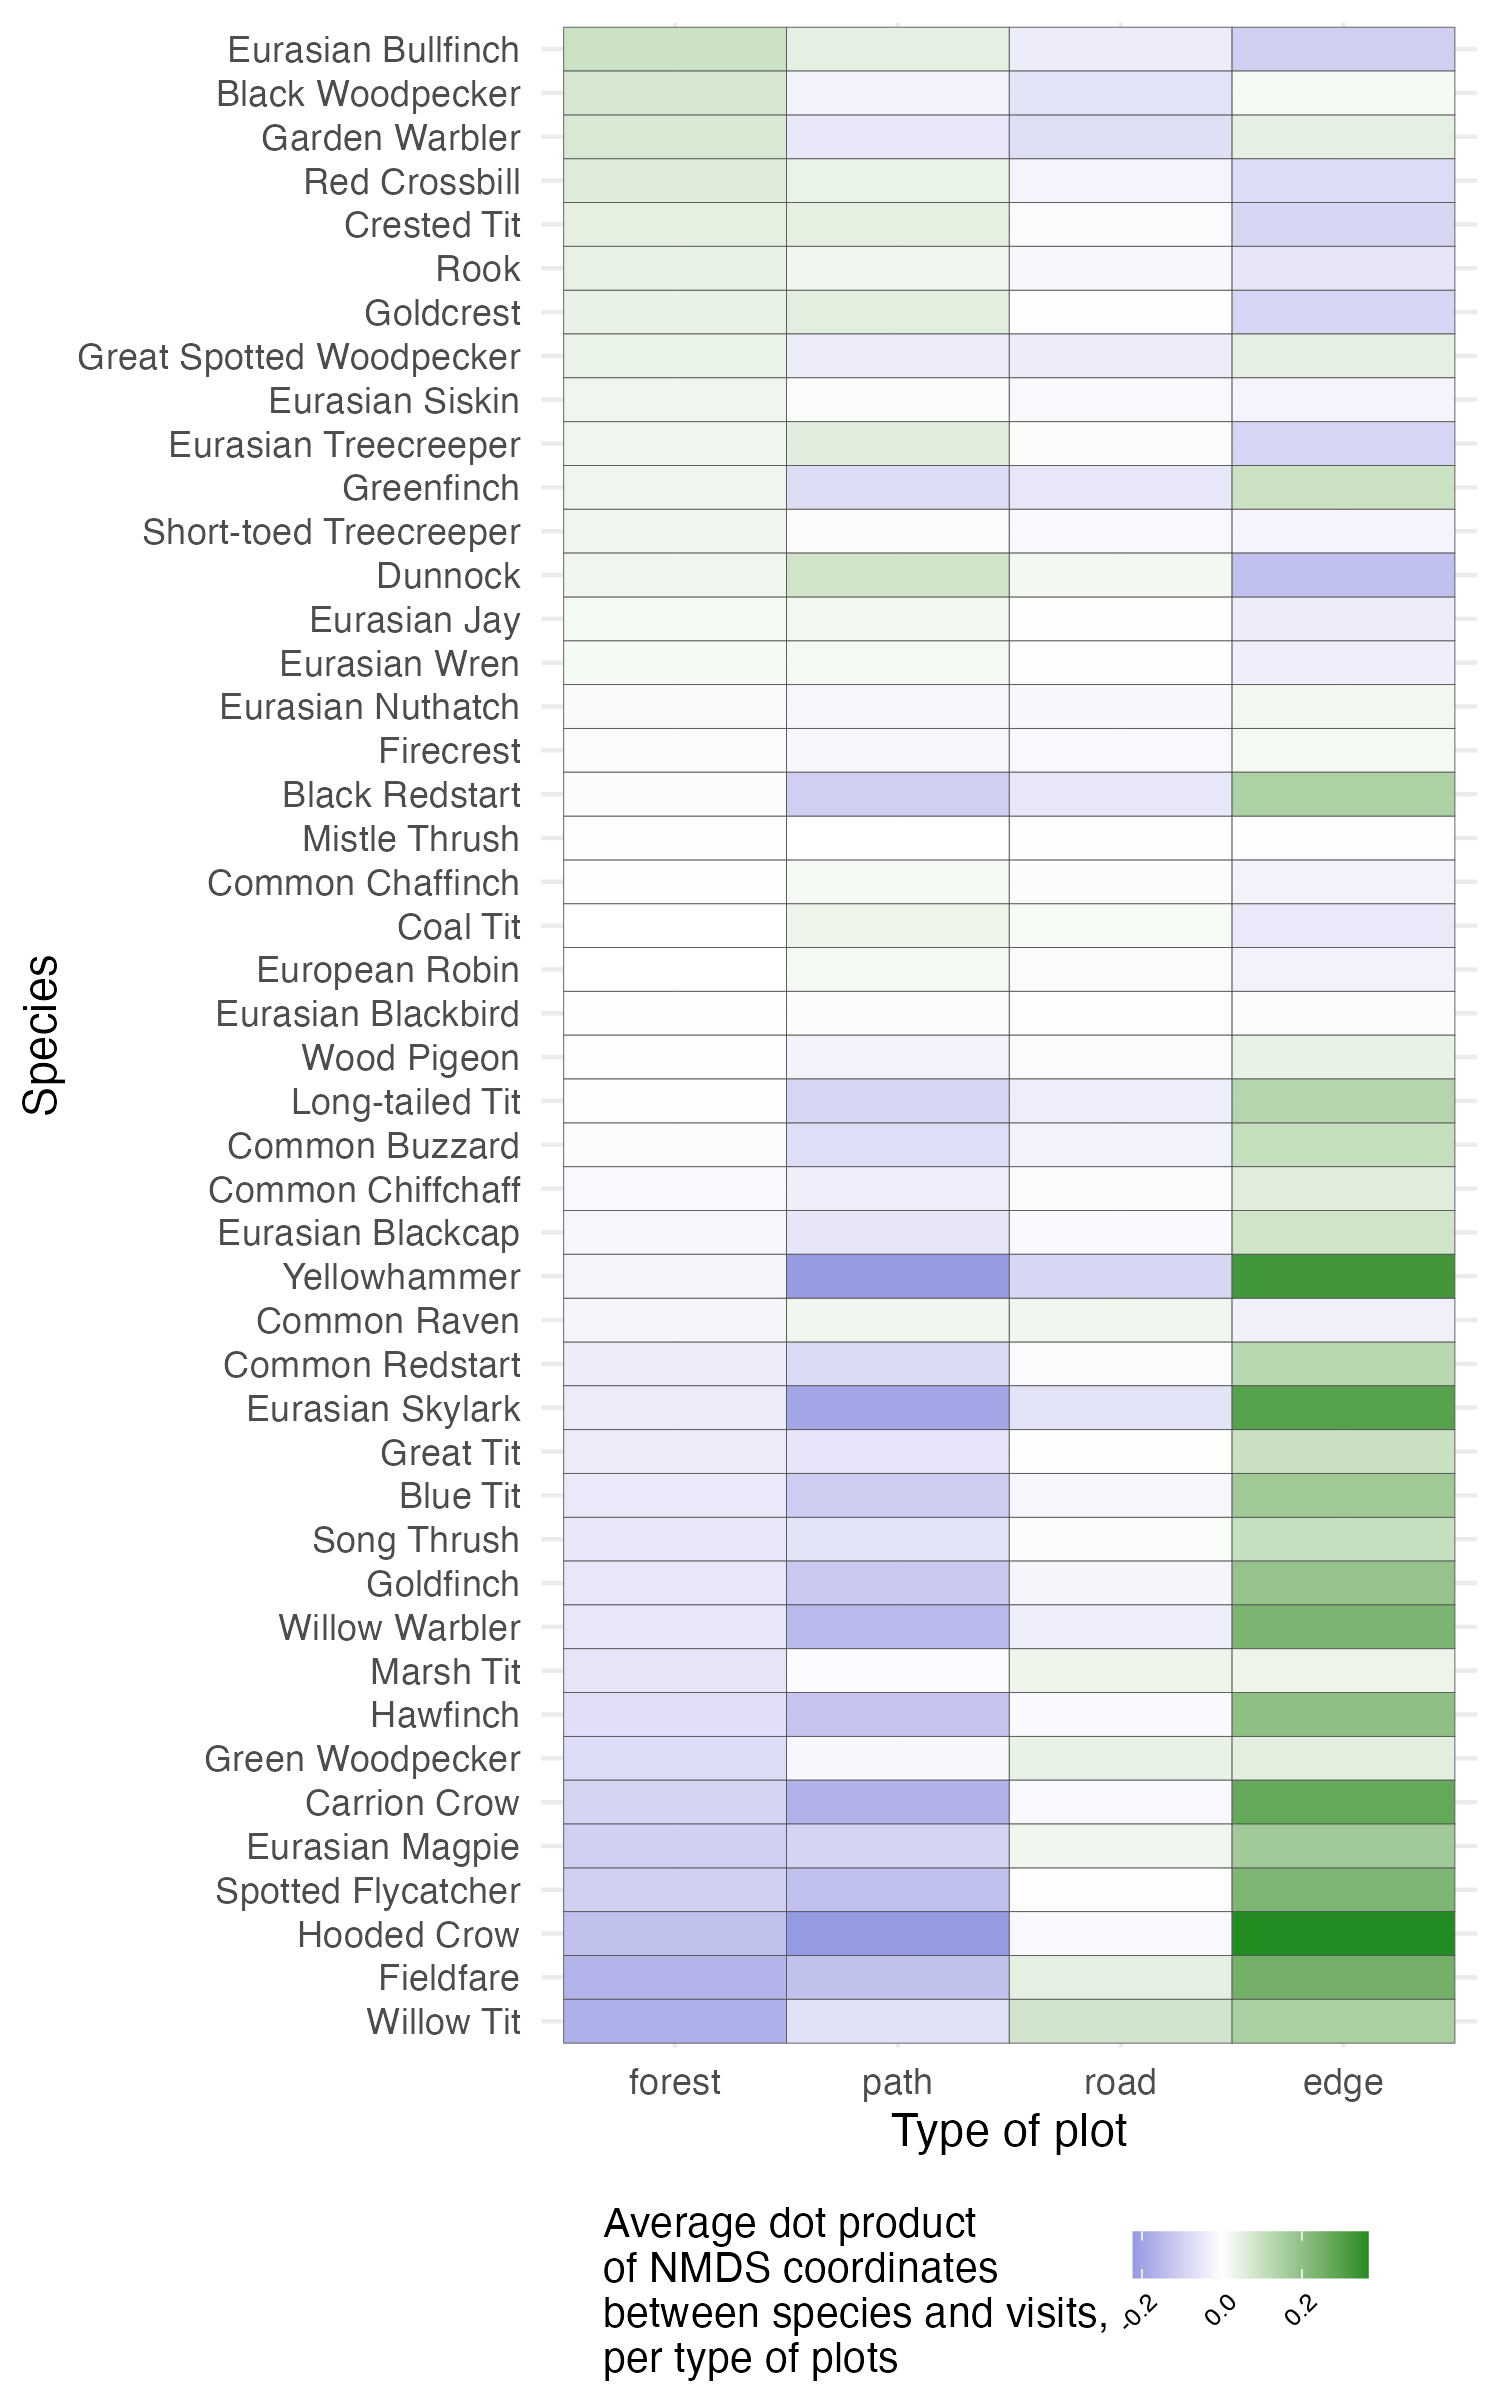 Eurasian Bullfinch
Black Woodpecker
Garden Warbler
Red Crossbill
Crested Tit
Rook
Goldcrest
Great Spotted Woodpecker
Eurasian Siskin
Eurasian Treecreeper
Greenfinch
Short-toed Treecreeper
Dunnock
Eurasian Jay
Eurasian Wren
Eurasian Nuthatch
Firecrest
Black Redstart
Mistle Thrush
Common Chaffinch
Coal Tit
European Robin
Eurasian Blackbird
Wood Pigeon
Long-tailed Tit
Common Buzzard
Common Chiffchaff
Eurasian Blackcap
Yellowhammer
Common Raven
Common Redstart
Eurasian Skylark
Great Tit
Blue Tit
Song Thrush
Goldfinch
Willow Warbler
Marsh Tit
Hawfinch
Green Woodpecker
Carrion Crow
Eurasian Magpie
Spotted Flycatcher
Hooded Crow
Fieldfare
Willow Tit
Species
forest path road edge
Type of plot
Average dot product
of NMDS coordinates
between species and visits,
per type of plots
-0.2 0.0 0.2